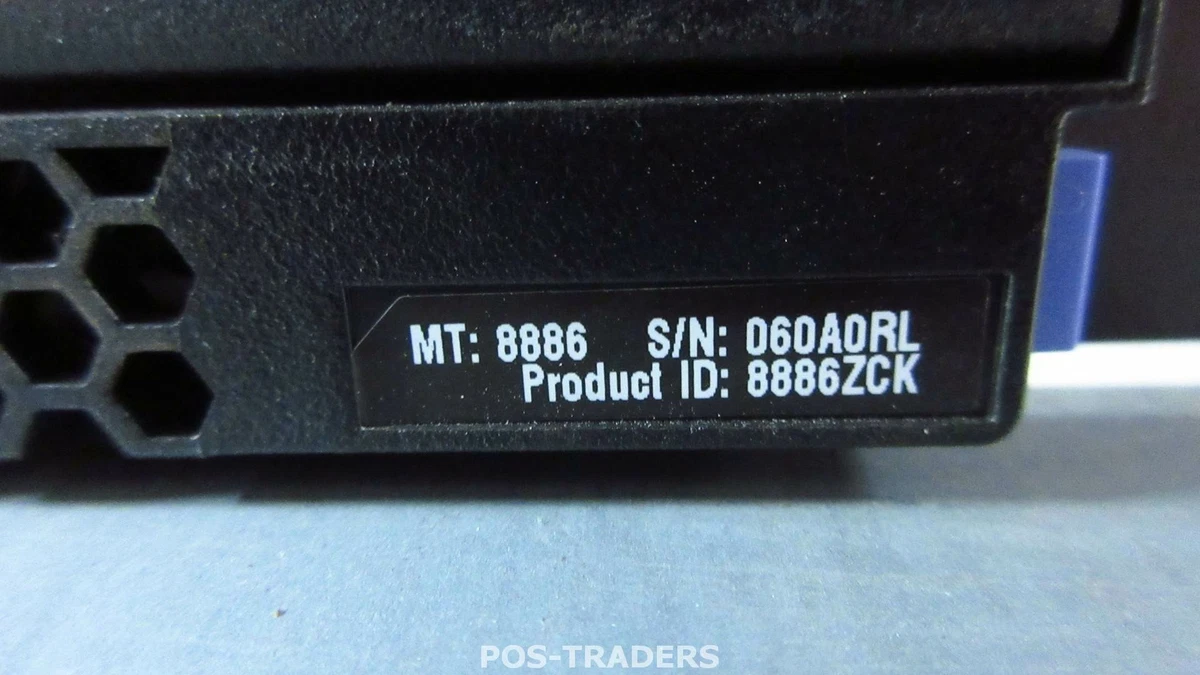 MT: 8886 S/N: 060A0RL
Product ID: 8886ZCK
POS-TRADERS